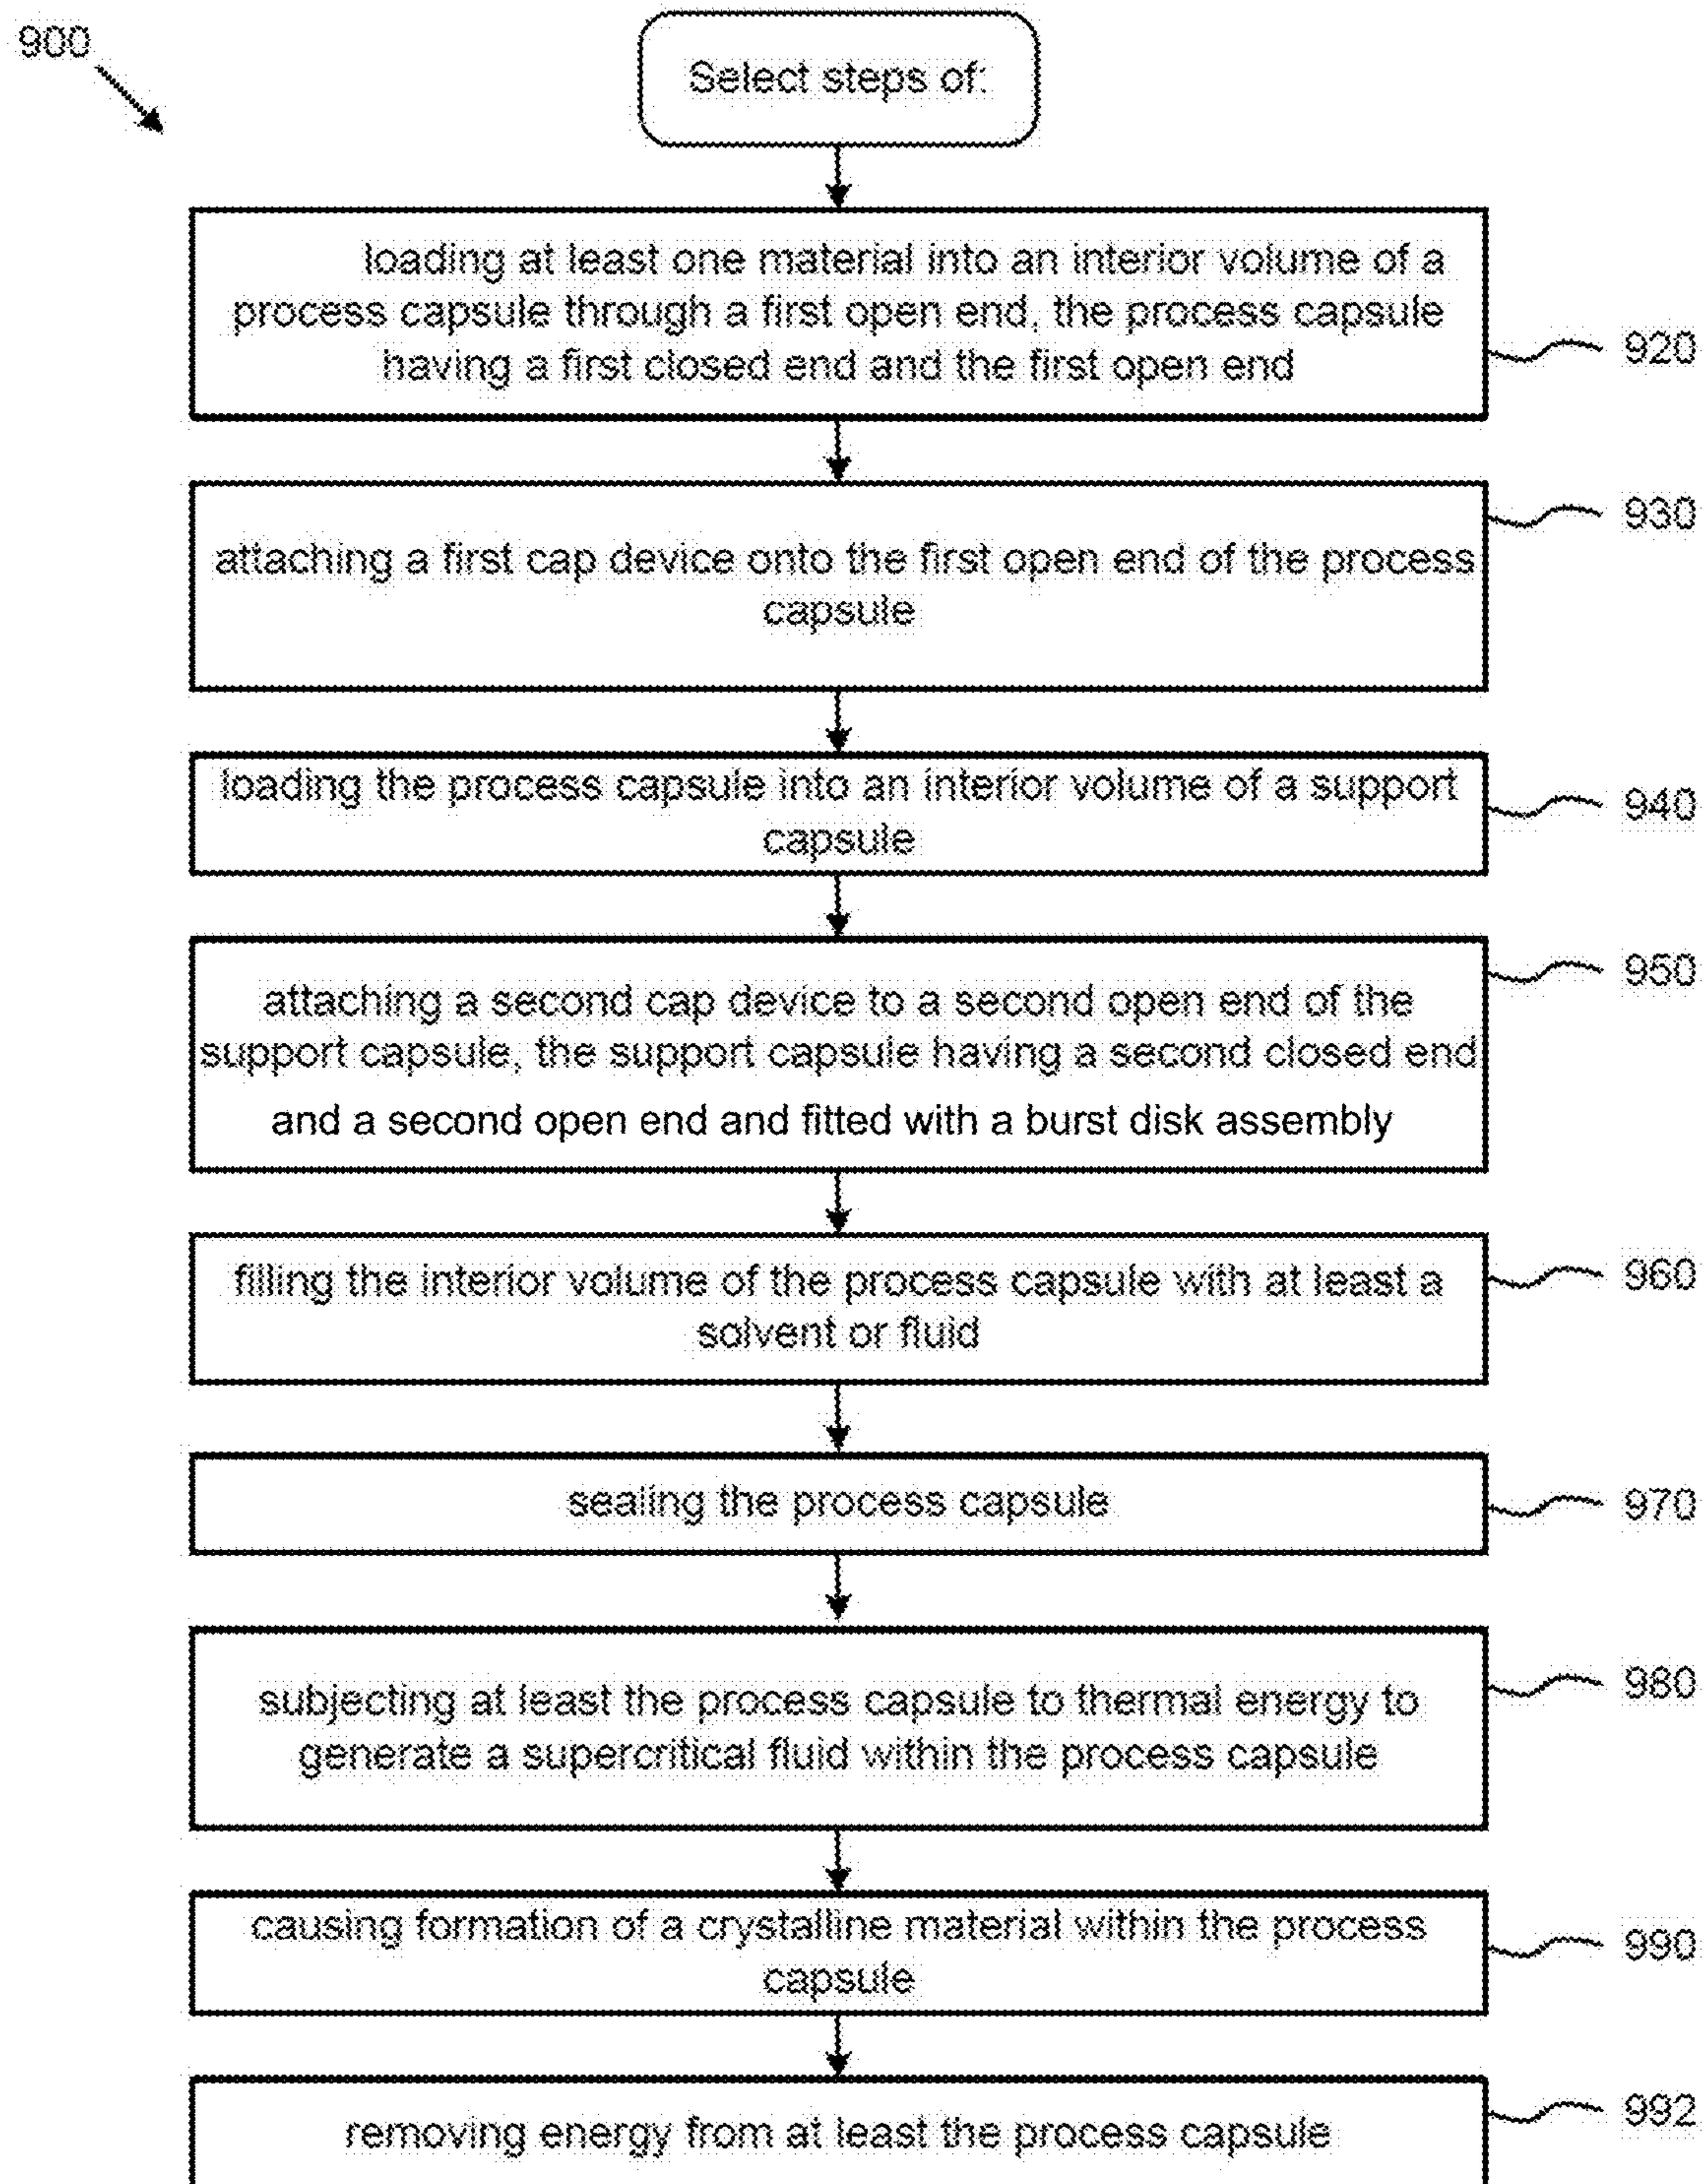 900
Select steps of:
loading at least one material into an interior volume of a
process capsule through a first open end, the process capsule
having a first closed end and the first open end
920
930
attaching a first cap device onto the first open end of the process
capsule
loading the process capsule into an interior volume of a support
capsule
940
950
attaching a second cap device to a second open end of the
support capsule, the support capsule having a second closed end
and a second open end and fitted with a burst disk assembly
filling the interior volume of the process capsule with at least a
solvent or fluid
960
sealing the process capsule
970
subjecting at least the process capsule to thermal energy to
generate a supercritical fluid within the process capsule
980
causing formation of a crystalline material within the process
capsule
990
removing energy from at least the process capsule
992